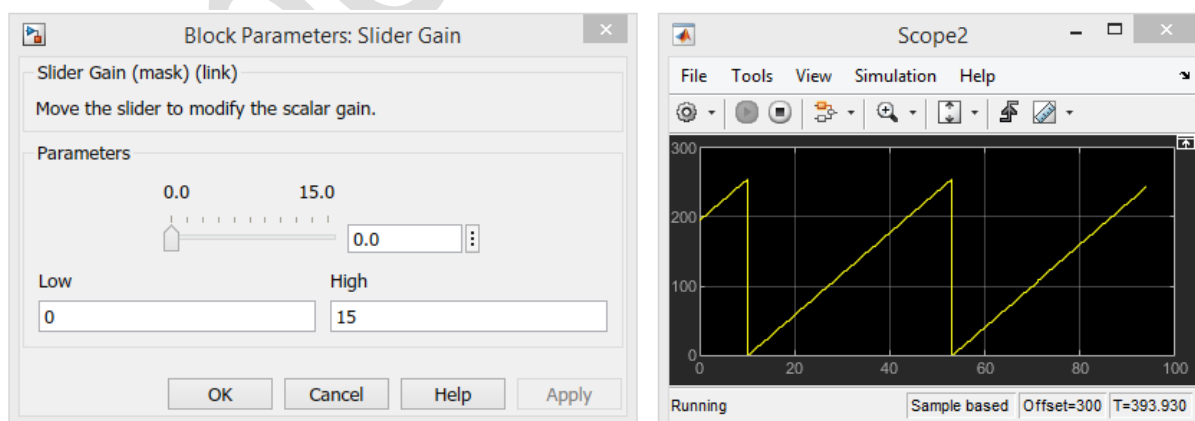 Block Parameters: Slider Gain
Slider Gain (mask) (link)
Move the slider to modify the scalar gain.
Parameters
0.0 15.0
0.0
Low High
0 15
OK Cancel Help Apply
Scope2
File Tools View Simulation Help
300
200
100
0
0 20 40 60 80 100
Running Sample based Offset=300 T=393.930